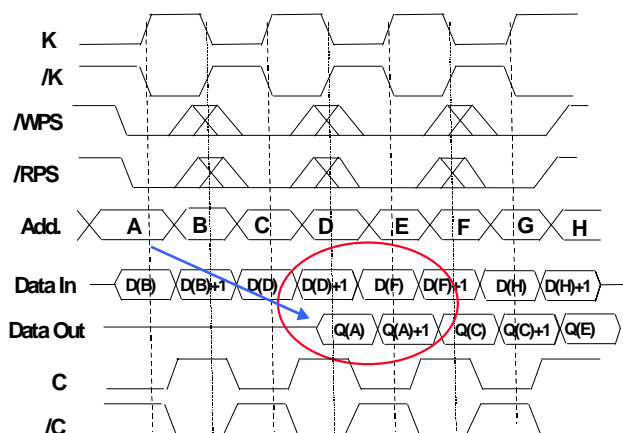 K
/K
/WPS
/RPS
Add. A B C D E F G H
Data In D(B) D(B)+1 D(D) D(D)+1 D(F) D(F)+1 D(H) D(H)+1
Data Out Q(A) Q(A)+1 Q(C) Q(C)+1 Q(E)
C
/C